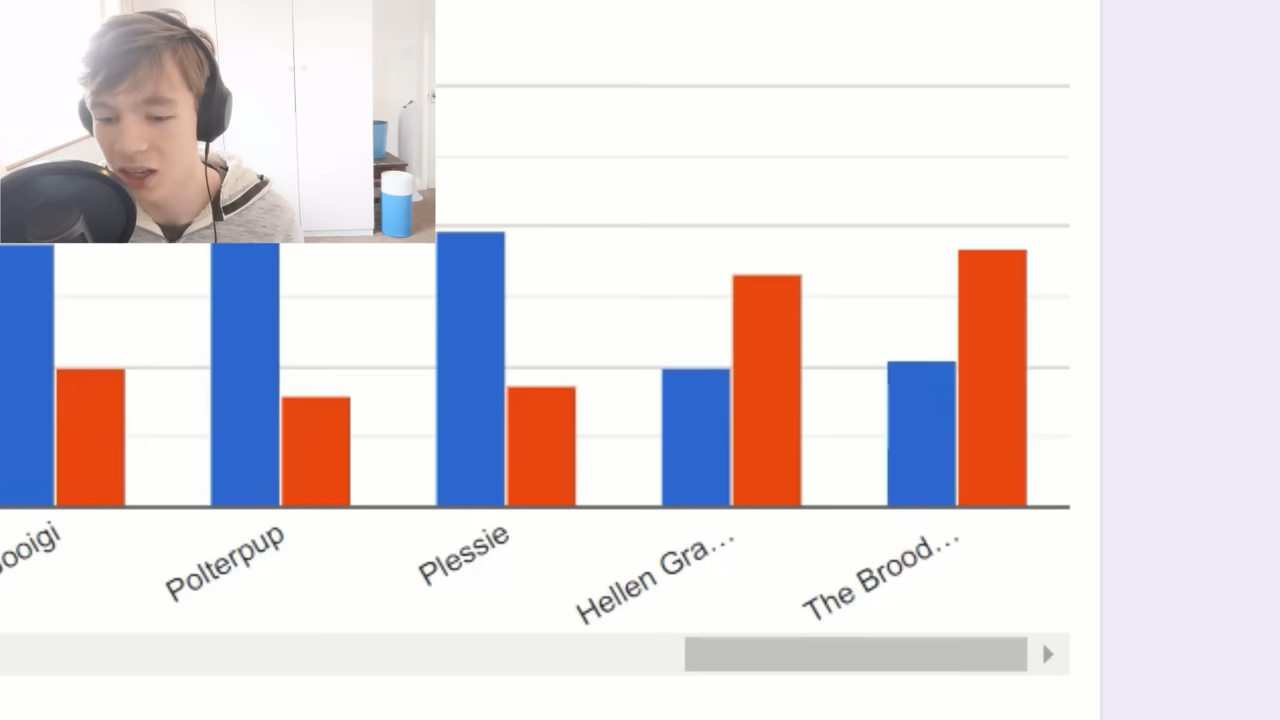 ooigi
Polterpup
Plessie
Hellen Gra...
The Brood...